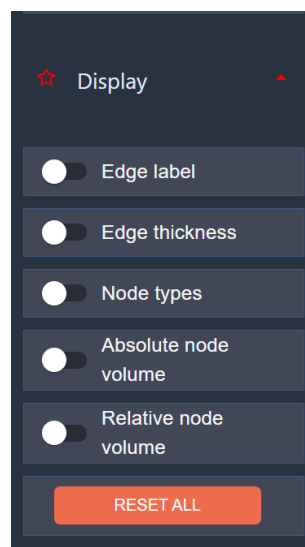 Display
Edge label
Edge thickness
Node types
Absolute node
volume
Relative node
volume
RESET ALL